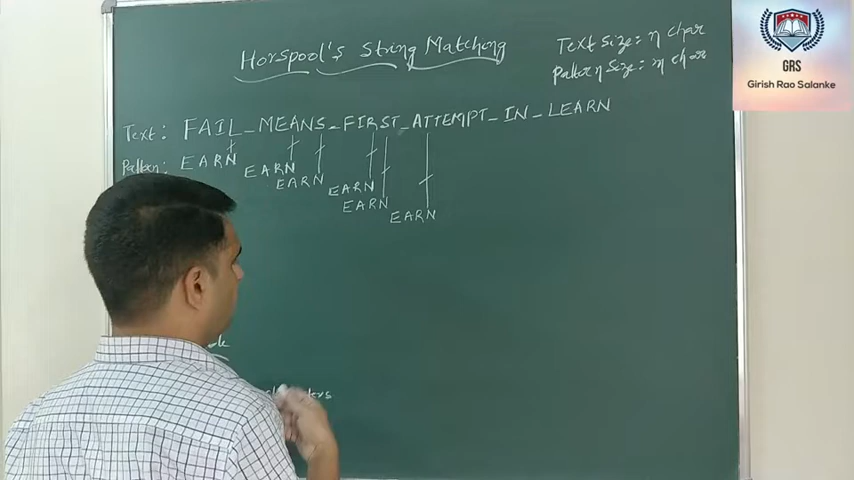 Horspool's String Matching
Text Size: n char
Pattern Size: m char
GRS
Girish Rao Salanke
Text: FAIL_MEANS_FIRST_ATTEMPT_IN_LEARN
Pattern: EARN
EARN
EARN
EARN
EARN
EARN